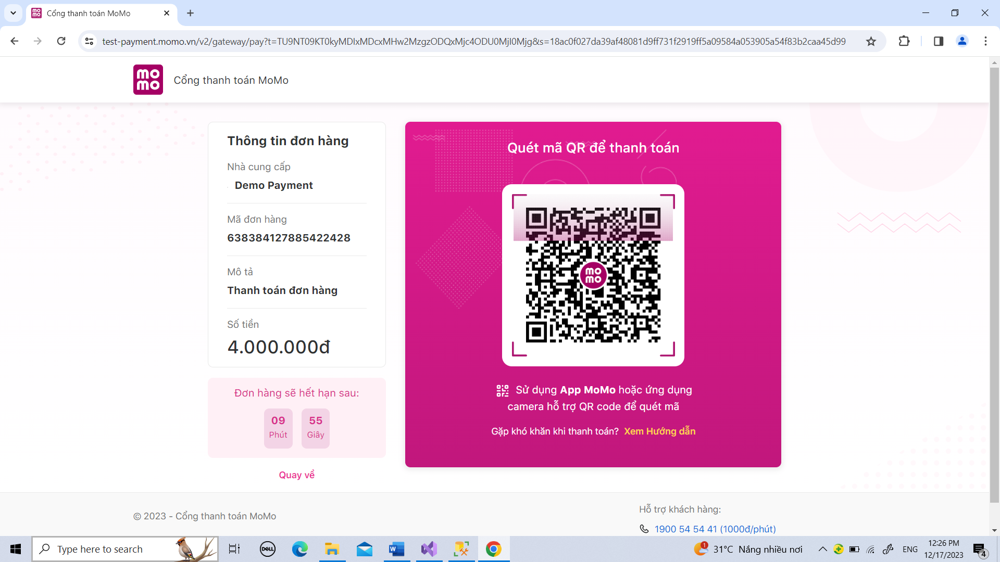 Cổng thanh toán MoMo
test-payment.momo.vn/v2/gateway/pay?t=TU9NT09KT0kyMDIxMDcxMHw2MzgzODQxMjc4ODU0MjI0Mjg&s=18ac0f027da39af48081d9ff731f2919ff5a09584a053905a54f83b2caa45d99
mo
mo
Cổng thanh toán MoMo
Thông tin đơn hàng
Nhà cung cấp
Demo Payment
Mã đơn hàng
638384127885422428
Mô tả
Thanh toán đơn hàng
Số tiền
4.000.000đ
Đơn hàng sẽ hết hạn sau:
09 55
Phút Giây
Quay về
Quét mã QR để thanh toán
mo
mo
Sử dụng App MoMo hoặc ứng dụng
camera hỗ trợ QR code để quét mã
Gặp khó khăn khi thanh toán? Xem Hướng dẫn
© 2023 - Cổng thanh toán MoMo
Hỗ trợ khách hàng:
1900 54 54 41 (1000đ/phút)
Type here to search
DELL
1
31°C Nắng nhiều nơi
ENG
12:26 PM
12/17/2023
4